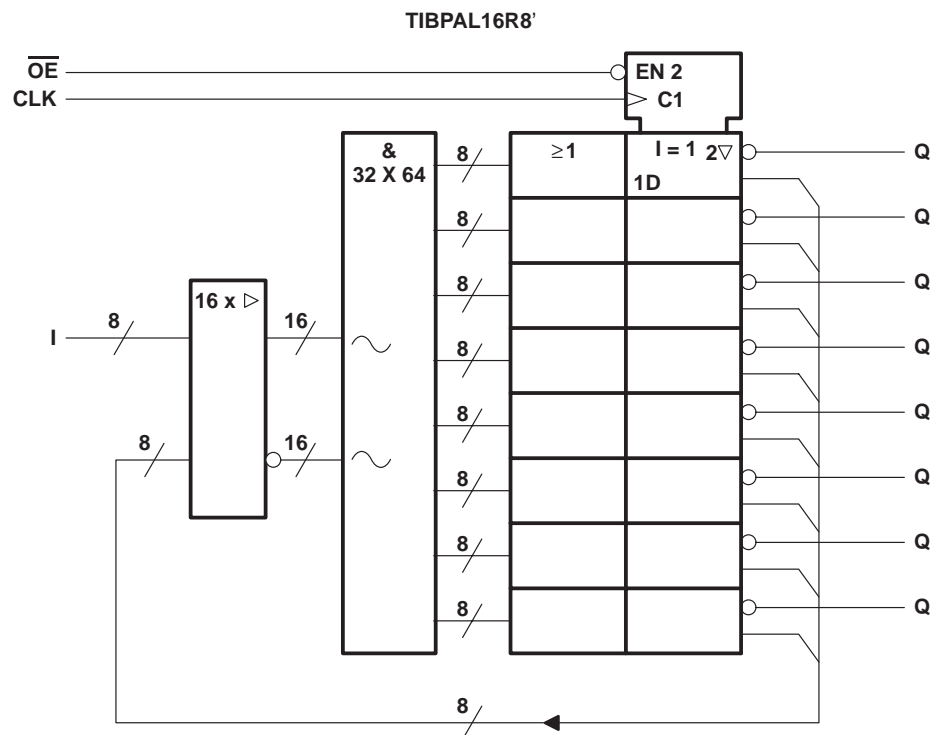 TIBPAL16R8’
OE
EN 2
CLK
C1
&
32 X 64
8
≥1
I = 1
2▽
Q
1D
8
Q
8
Q
16 x ▷
I
8
16
8
Q
8
16
8
Q
8
Q
8
Q
8
Q
8